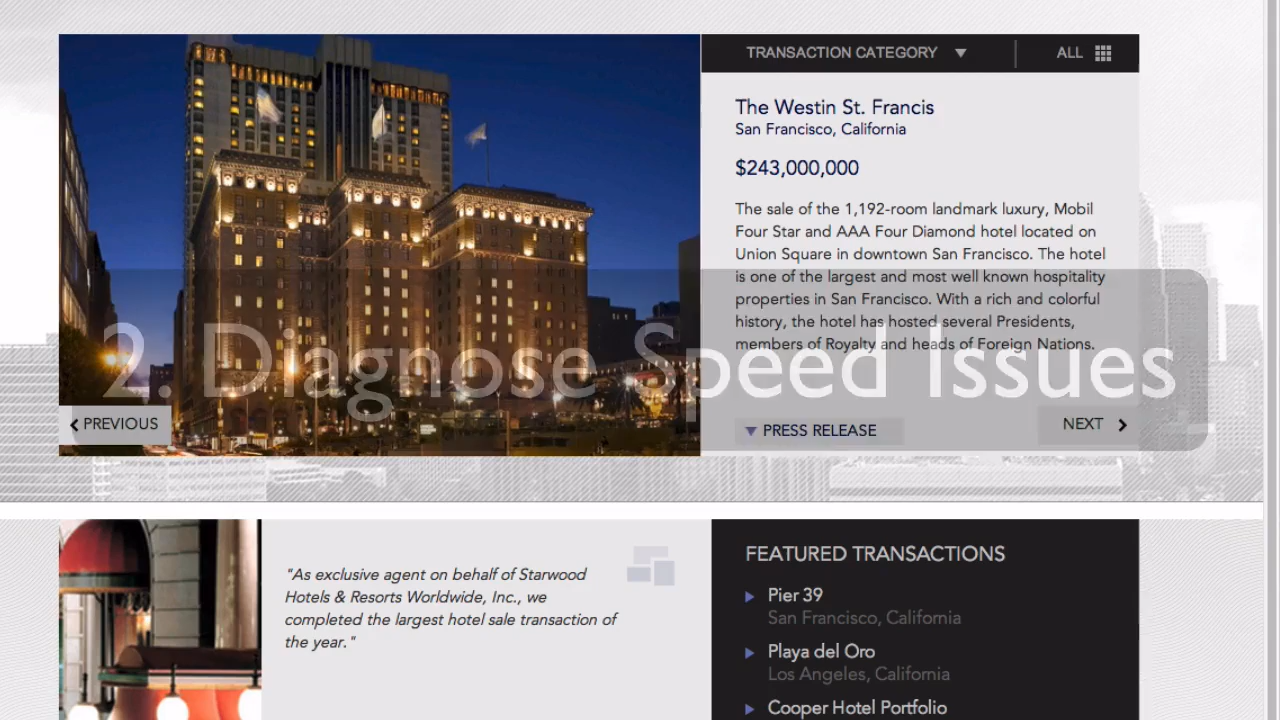 TRANSACTION CATEGORY
ALL
The Westin St. Francis
San Francisco, California
$243,000,000
The sale of the 1,192-room landmark luxury, Mobil
Four Star and AAA Four Diamond hotel located on
Union Square in downtown San Francisco. The hotel
is one of the largest and most well known hospitality
properties in San Francisco. With a rich and colorful
history, the hotel has hosted several Presidents,
members of Royalty and heads of Foreign Nations.
2. Diagnose Speed Issues
PREVIOUS
PRESS RELEASE
NEXT
"As exclusive agent on behalf of Starwood
Hotels & Resorts Worldwide, Inc., we
completed the largest hotel sale transaction of
the year."
FEATURED TRANSACTIONS
Pier 39
San Francisco, California
Playa del Oro
Los Angeles, California
Cooper Hotel Portfolio